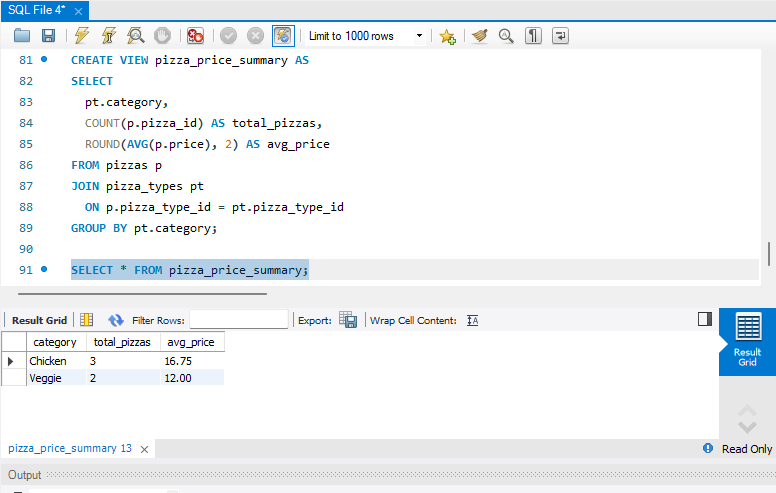 SQL File 4*
Limit to 1000 rows
81 CREATE VIEW pizza_price_summary AS
82 SELECT
83 pt.category,
84 COUNT(p.pizza_id) AS total_pizzas,
85 ROUND(AVG(p.price), 2) AS avg_price
86 FROM pizzas p
87 JOIN pizza_types pt
88 ON p.pizza_type_id = pt.pizza_type_id
89 GROUP BY pt.category;
90
91 SELECT * FROM pizza_price_summary;
Result Grid Filter Rows: Export: Wrap Cell Content:
category total_pizzas avg_price
Chicken 3 16.75
Veggie 2 12.00
Result
Grid
pizza_price_summary 13 Read Only
Output